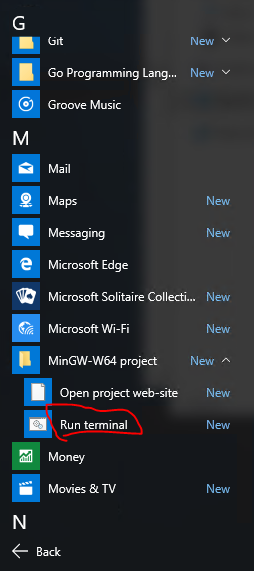 G
Git New
Go Programming Lang... New
Groove Music
M
Mail
Maps New
Messaging New
Microsoft Edge
Microsoft Solitaire Collecti... New
Microsoft Wi-Fi New
MinGW-W64 project New
Open project web-site New
Run terminal New
Money
Movies & TV New
N
Back